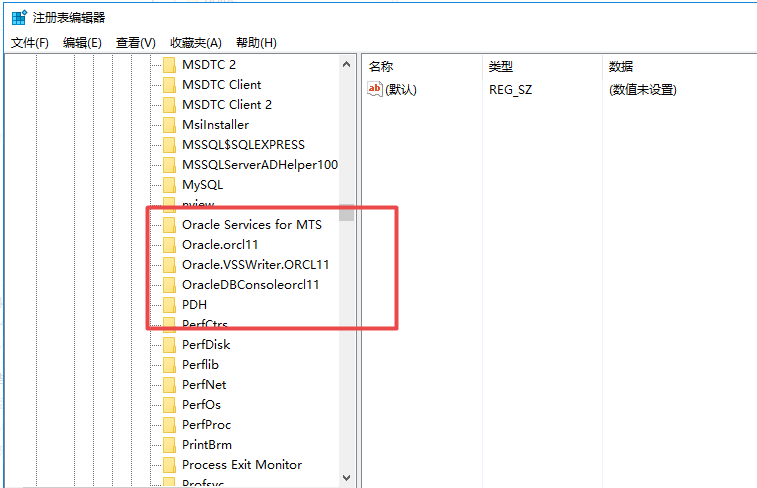 注册表编辑器
文件(F) 编辑(E) 查看(V) 收藏夹(A) 帮助(H)
MSDTC 2
MSDTC Client
MSDTC Client 2
MsiInstaller
MSSQL$SQLEXPRESS
MSSQLServerADHelper100
MySQL
nview
Oracle Services for MTS
Oracle.orcl11
Oracle.VSSWriter.ORCL11
OracleDBConsoleorcl11
PDH
PerfCtrs
PerfDisk
Perflib
PerfNet
PerfOs
PerfProc
PrintBrm
Process Exit Monitor
Profsvc
名称 类型 数据
ab (默认) REG_SZ (数值未设置)